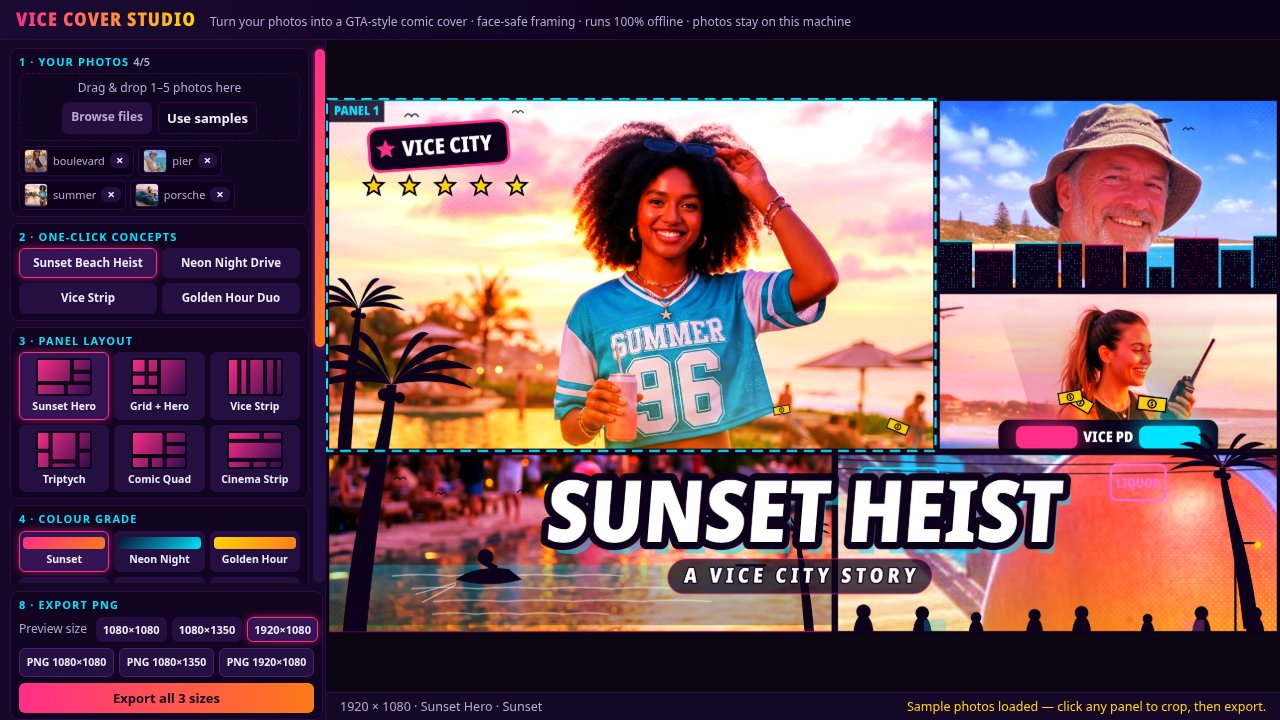 VICE COVER STUDIO
Turn your photos into a GTA-style comic cover · face-safe framing · runs 100% offline · photos stay on this machine
1 · YOUR PHOTOS 4/5
Drag & drop 1–5 photos here
Browse files
Use samples
boulevard ×
pier ×
summer ×
porsche ×
2 · ONE-CLICK CONCEPTS
Sunset Beach Heist
Neon Night Drive
Vice Strip
Golden Hour Duo
3 · PANEL LAYOUT
Sunset Hero
Grid + Hero
Vice Strip
Triptych
Comic Quad
Cinema Strip
4 · COLOUR GRADE
Sunset
Neon Night
Golden Hour
8 · EXPORT PNG
Preview size
1080×1080
1080×1350
1920×1080
PNG 1080×1080
PNG 1080×1350
PNG 1920×1080
Export all 3 sizes
PANEL 1
VICE CITY
SUMMER
96
VICE PD
LIQUOR
SUNSET HEIST
A VICE CITY STORY
1920 × 1080 · Sunset Hero · Sunset
Sample photos loaded — click any panel to crop, then export.